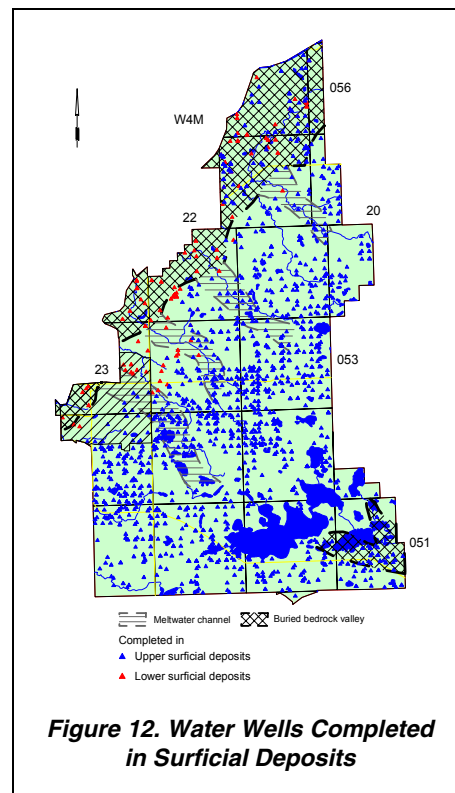 056
W4M
22
20
23
053
051
Meltwater channel Buried bedrock valley
Completed in
Upper surficial deposits
Lower surficial deposits
Figure 12. Water Wells Completed
in Surficial Deposits